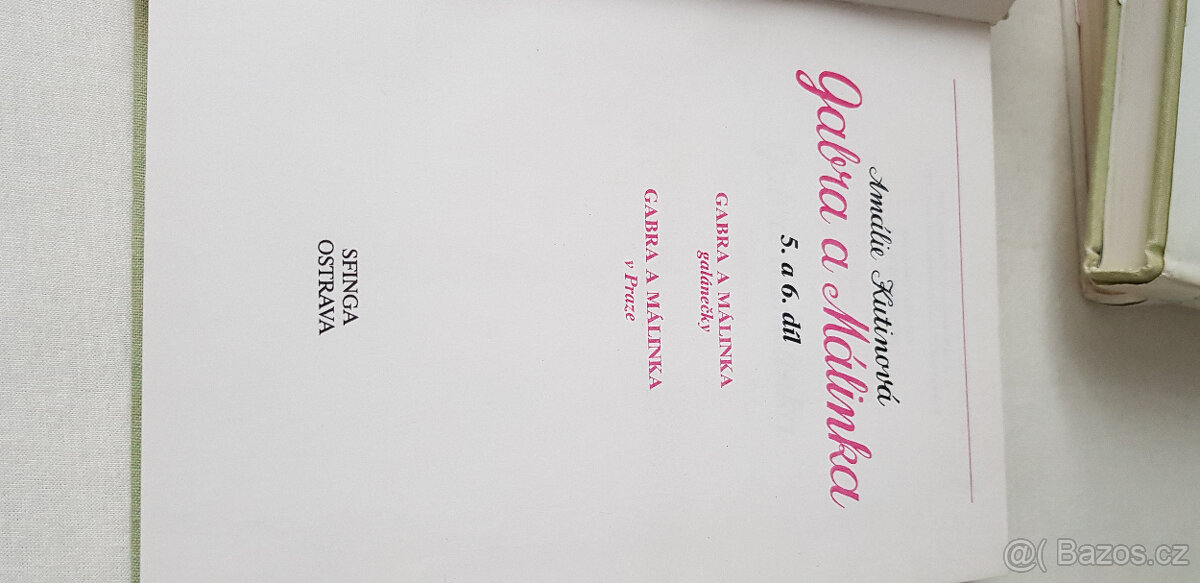 Amálie Kutinová
Gabra a Málinka
5. a 6. díl
GABRA A MÁLINKA
galánečky
GABRA A MÁLINKA
v Praze
SFINGA
OSTRAVA
@( Bazos.cz